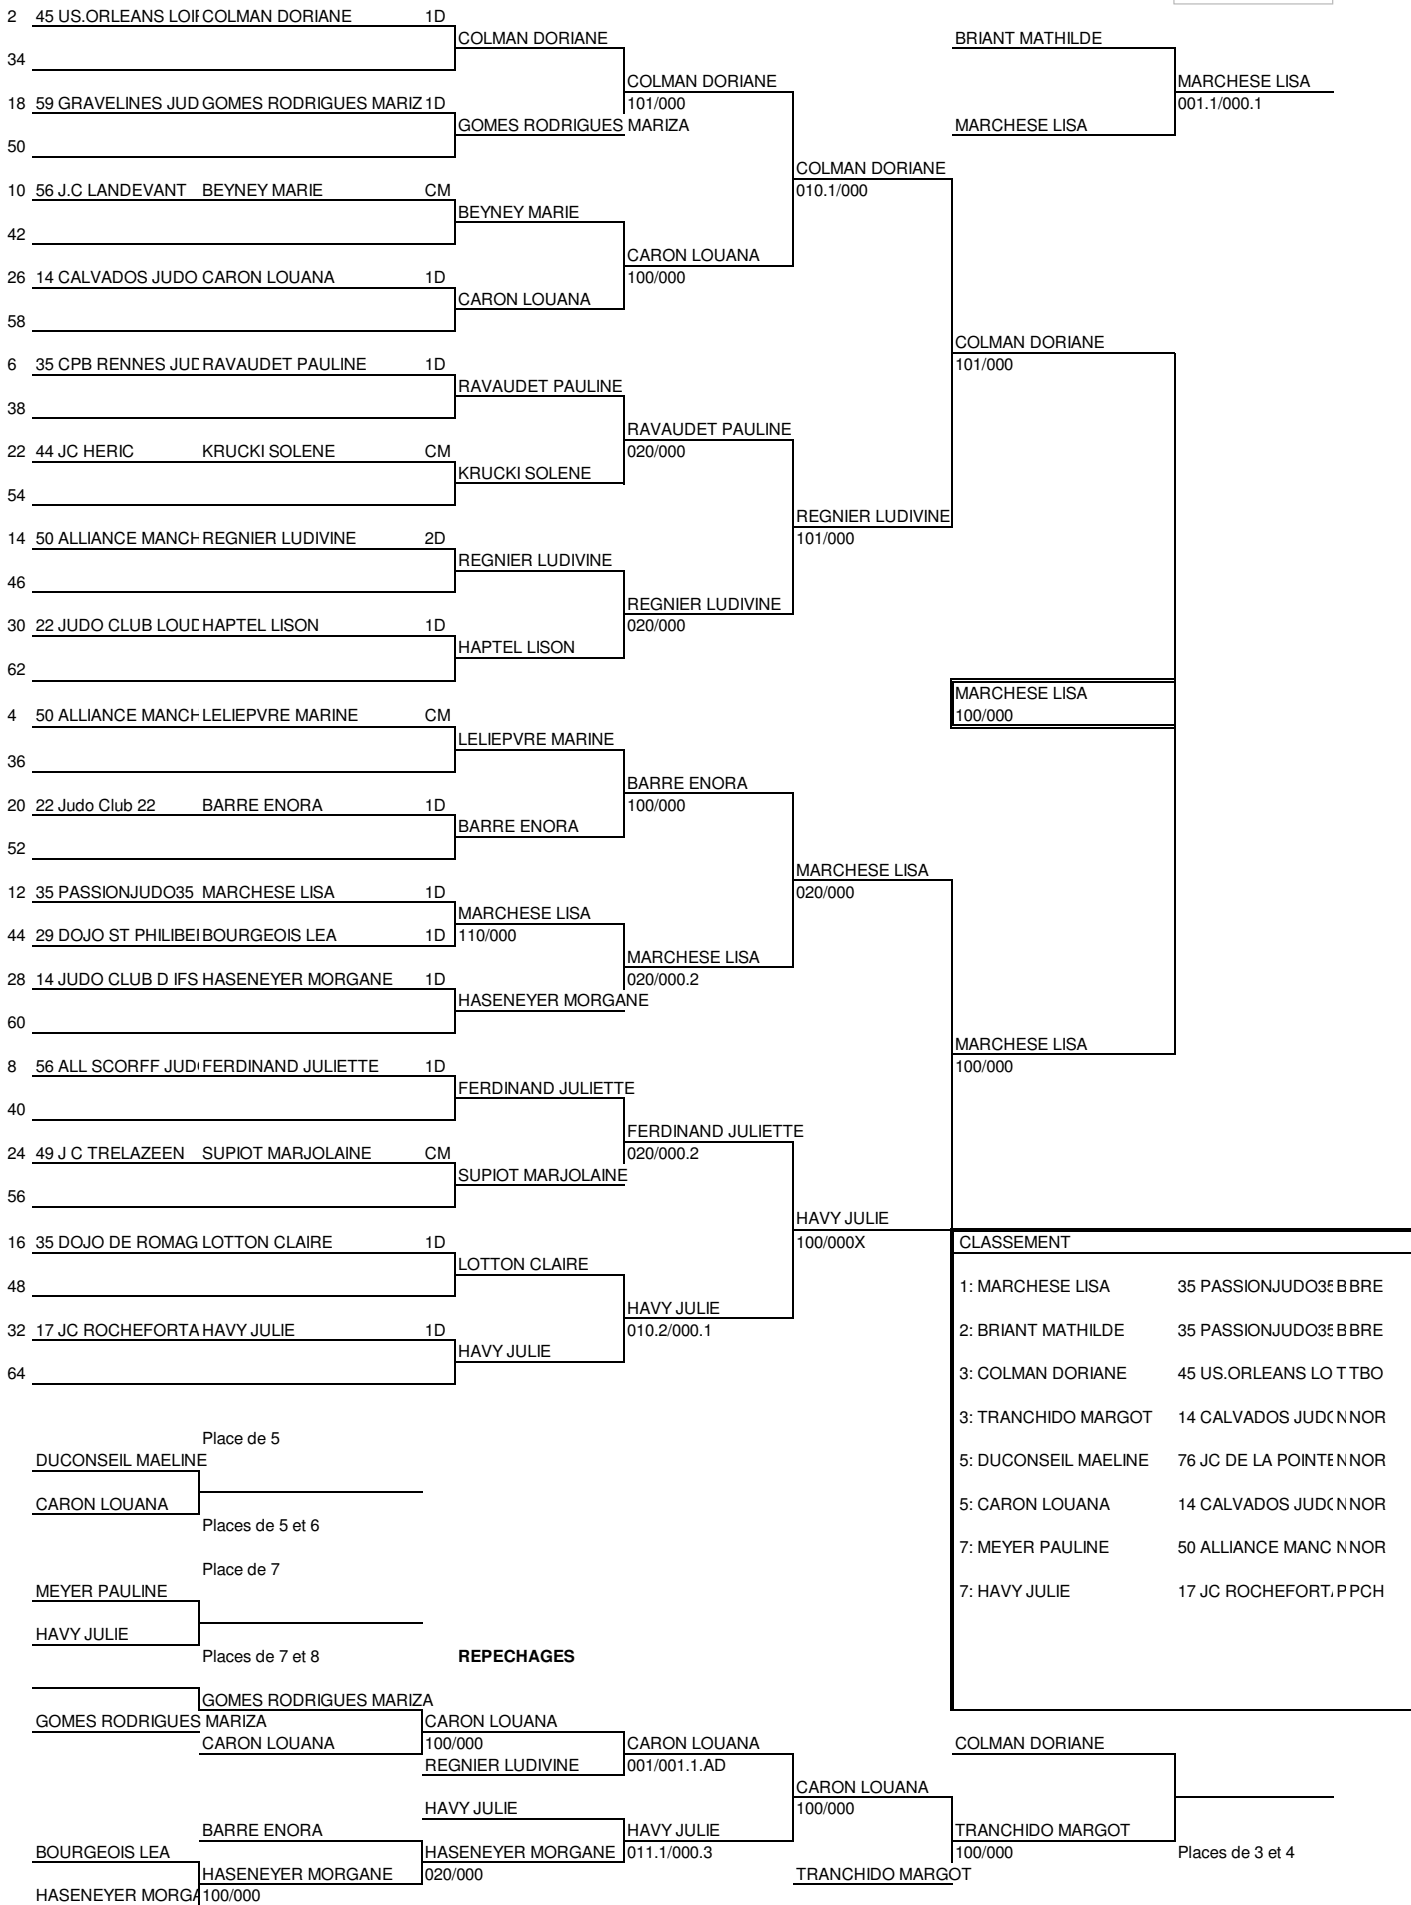 2 45 US.ORLEANS LOIF COLMAN DORIANE 1D
COLMAN DORIANE BRIANT MATHILDE
34
COLMAN DORIANE MARCHESE LISA
18 59 GRAVELINES JUD GOMES RODRIGUES MARIZ 1D 101/000 001.1/000.1
GOMES RODRIGUES MARIZA MARCHESE LISA
50
COLMAN DORIANE
10 56 J.C LANDEVANT BEYNEY MARIE CM 010.1/000
BEYNEY MARIE
42
CARON LOUANA
26 14 CALVADOS JUDO CARON LOUANA 1D 100/000
CARON LOUANA
58
COLMAN DORIANE
6 35 CPB RENNES JUD RAVAUDET PAULINE 1D 101/000
RAVAUDET PAULINE
38
RAVAUDET PAULINE
22 44 JC HERIC KRUCKI SOLENE CM 020/000
KRUCKI SOLENE
54
REGNIER LUDIVINE
14 50 ALLIANCE MANCH REGNIER LUDIVINE 2D 101/000
REGNIER LUDIVINE
46
REGNIER LUDIVINE
30 22 JUDO CLUB LOUD HAPTEL LISON 1D 020/000
HAPTEL LISON
62
MARCHESE LISA
4 50 ALLIANCE MANCH LELIEPVRE MARINE CM 100/000
LELIEPVRE MARINE
36
BARRE ENORA
20 22 Judo Club 22 BARRE ENORA 1D 100/000
BARRE ENORA
52
MARCHESE LISA
12 35 PASSIONJUDO35 MARCHESE LISA 1D 020/000
MARCHESE LISA
44 29 DOJO ST PHILIBEI BOURGEOIS LEA 1D 110/000
MARCHESE LISA
28 14 JUDO CLUB D IFS HASENEYER MORGANE 1D 020/000.2
HASENEYER MORGANE
60
MARCHESE LISA
8 56 ALL SCORFF JUD FERDINAND JULIETTE 1D 100/000
FERDINAND JULIETTE
40
FERDINAND JULIETTE
24 49 J C TRELAZEEN SUPIOT MARJOLAINE CM 020/000.2
SUPIOT MARJOLAINE
56
HAVY JULIE
16 35 DOJO DE ROMAG LOTTON CLAIRE 1D 100/000X CLASSEMENT
LOTTON CLAIRE
48 1: MARCHESE LISA 35 PASSIONJUDO35 B BRE
HAVY JULIE
32 17 JC ROCHEFORTA HAVY JULIE 1D 010.2/000.1 2: BRIANT MATHILDE 35 PASSIONJUDO35 B BRE
HAVY JULIE
64 3: COLMAN DORIANE 45 US.ORLEANS LO T TBO
3: TRANCHIDO MARGOT 14 CALVADOS JUDO N NOR
Place de 5
DUCONSEIL MAELINE 5: DUCONSEIL MAELINE 76 JC DE LA POINTE N NOR
CARON LOUANA 5: CARON LOUANA 14 CALVADOS JUDO N NOR
Places de 5 et 6
7: MEYER PAULINE 50 ALLIANCE MANC N NOR
Place de 7
MEYER PAULINE 7: HAVY JULIE 17 JC ROCHEFORTA P PCH
HAVY JULIE
Places de 7 et 8 REPECHAGES
GOMES RODRIGUES MARIZA
GOMES RODRIGUES MARIZA CARON LOUANA
CARON LOUANA 100/000 CARON LOUANA COLMAN DORIANE
REGNIER LUDIVINE 001/001.1.AD
CARON LOUANA
HAVY JULIE 100/000
BARRE ENORA HAVY JULIE TRANCHIDO MARGOT
BOURGEOIS LEA HASENEYER MORGANE 011.1/000.3 100/000 Places de 3 et 4
HASENEYER MORGANE 020/000 TRANCHIDO MARGOT
HASENEYER MORGA 100/000